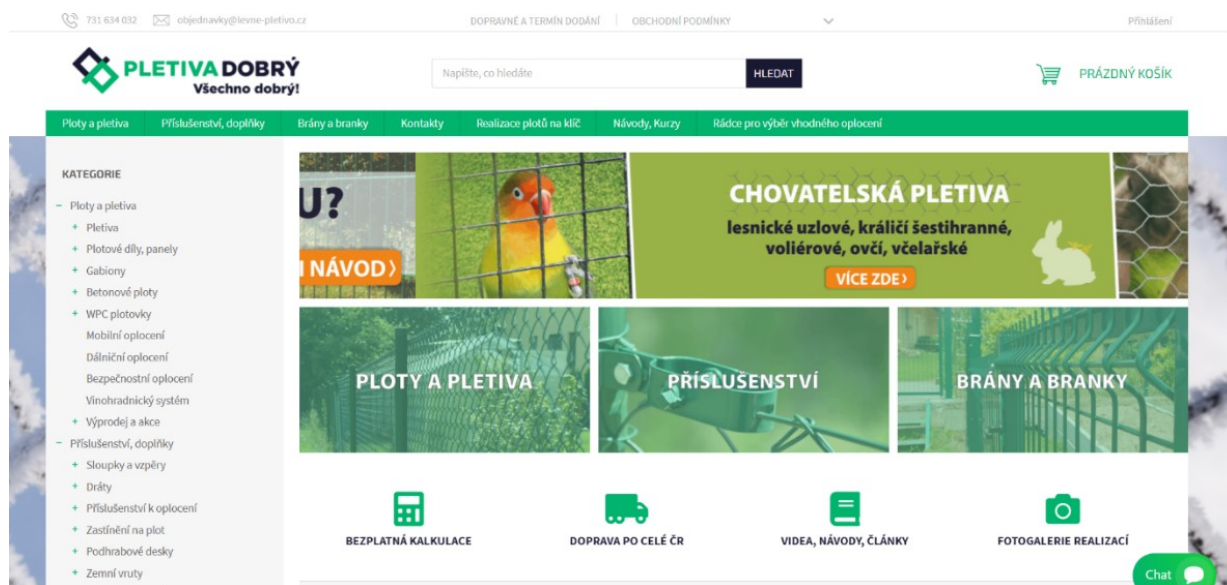 731 634 032
objednavky@levne-pletivo.cz
DOPRAVNÉ A TERMÍN DODÁNÍ
OBCHODNÍ PODMÍNKY
Přihlášení
PLETIVA DOBRÝ
Všechno dobrý!
Napište, co hledáte
HLEDAT
PRÁZDNÝ KOŠÍK
Ploty a pletiva
Příslušenství, doplňky
Brány a branky
Kontakty
Realizace plotů na klíč
Návody, Kurzy
Rádce pro výběr vhodného oplocení
KATEGORIE
– Ploty a pletiva
+ Pletiva
+ Plotové díly, panely
+ Gabiony
+ Betonové ploty
+ WPC plotovky
Mobilní oplocení
Dálniční oplocení
Bezpečnostní oplocení
Vinohradnický systém
+ Výprodej a akce
– Příslušenství, doplňky
+ Sloupky a vzpěry
+ Dráty
+ Příslušenství k oplocení
+ Zastínění na plot
+ Podhrabové desky
+ Zemní vruty
U?
NÁVOD ›
CHOVATELSKÁ PLETIVA
lesnické uzlové, králičí šestihranné,
voliérové, ovčí, včelařské
VÍCE ZDE ›
PLOTY A PLETIVA
PŘÍSLUŠENSTVÍ
BRÁNY A BRANKY
BEZPLATNÁ KALKULACE
DOPRAVA PO CELÉ ČR
VIDEA, NÁVODY, ČLÁNKY
FOTOGALERIE REALIZACÍ
Chat